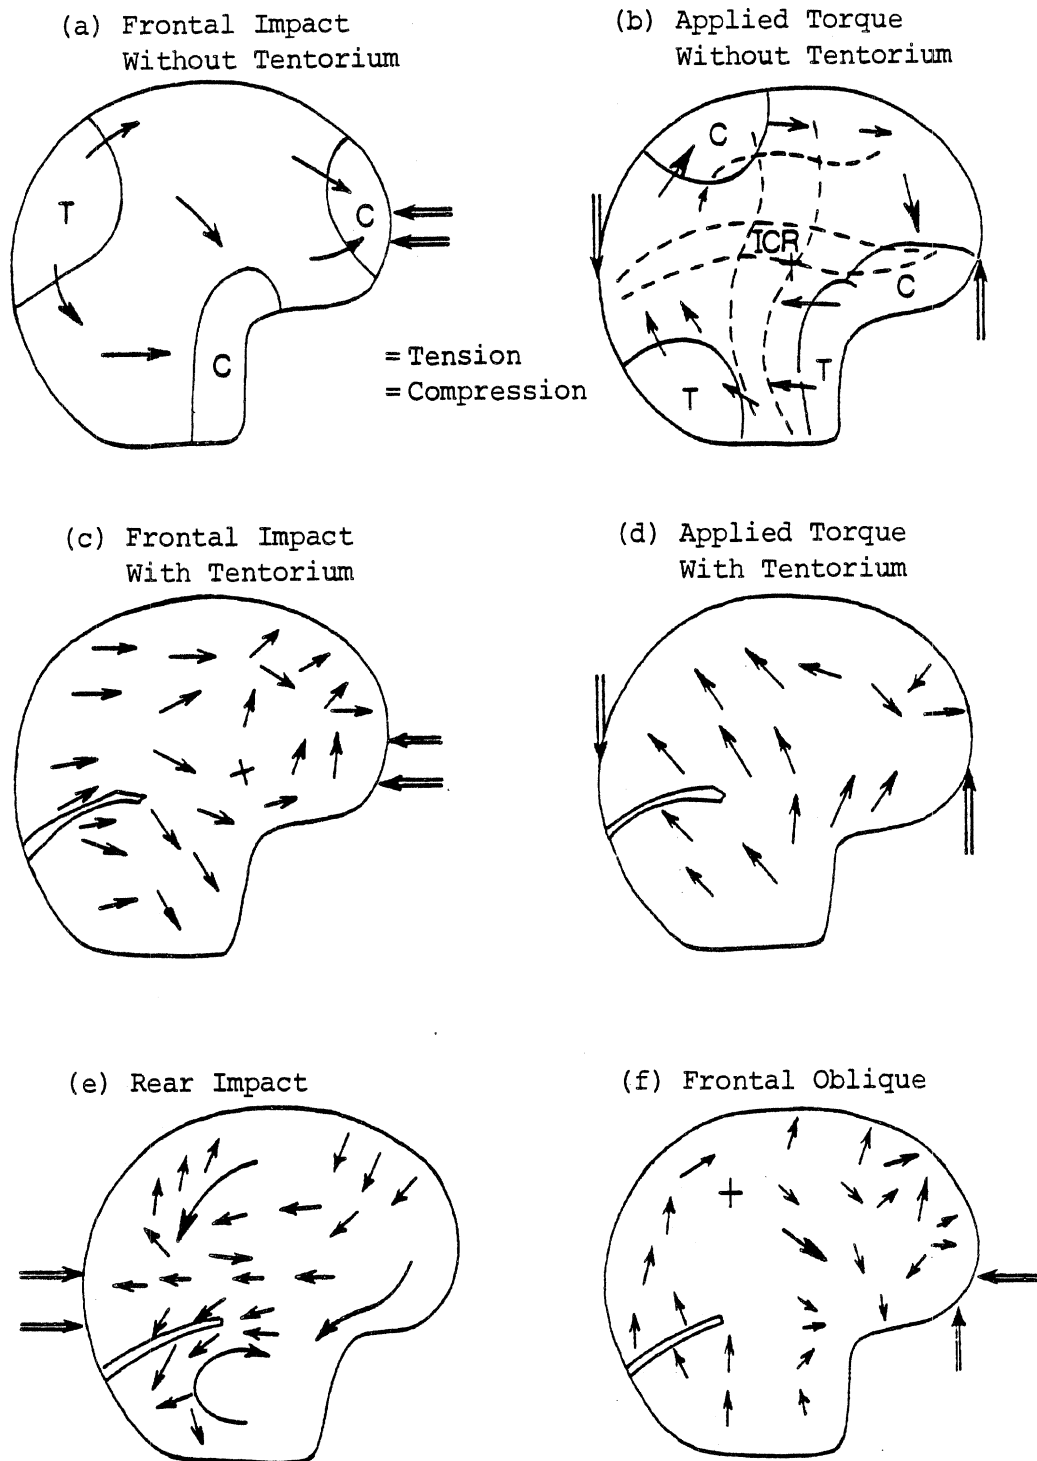 (a) Frontal Impact
Without Tentorium
(b) Applied Torque
Without Tentorium
T
C
C
= Tension
= Compression
C
ICR
C
T
T
(c) Frontal Impact
With Tentorium
(d) Applied Torque
With Tentorium
(e) Rear Impact
(f) Frontal Oblique